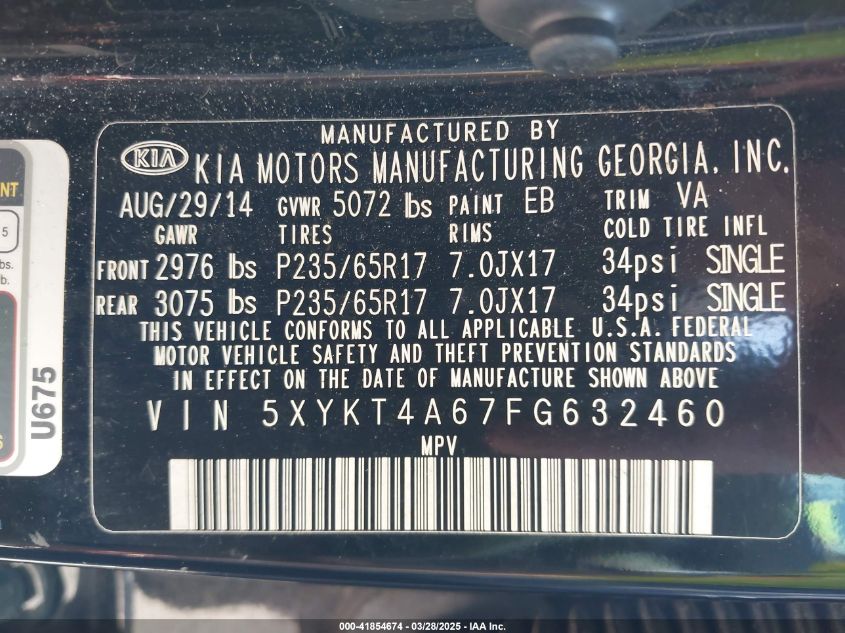 MANUFACTURED BY
KIA KIA MOTORS MANUFACTURING GEORGIA, INC.
AUG/29/14 GVWR 5072 lbs PAINT EB TRIM VA
GAWR TIRES RIMS COLD TIRE INFL
FRONT 2976 lbs P235/65R17 7.0JX17 34psi SINGLE
REAR 3075 lbs P235/65R17 7.0JX17 34psi SINGLE
THIS VEHICLE CONFORMS TO ALL APPLICABLE U.S.A. FEDERAL
MOTOR VEHICLE SAFETY AND THEFT PREVENTION STANDARDS
IN EFFECT ON THE DATE OF MANUFACTURE SHOWN ABOVE
VIN 5XYKT4A67FG632460
MPV
5
U675
000-41854674 - 03/28/2025 - IAA Inc.